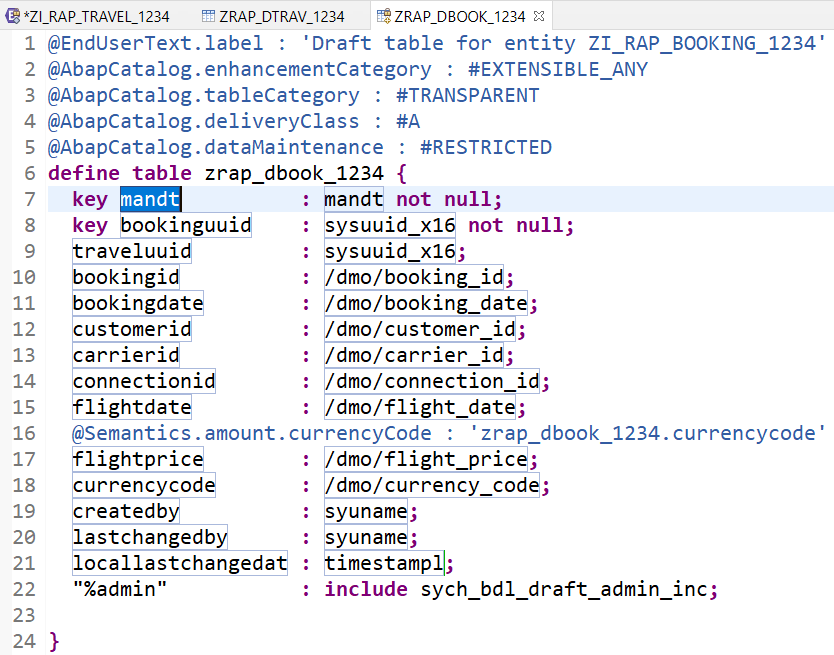 *ZI_RAP_TRAVEL_1234 ZRAP_DTRAV_1234 ZRAP_DBOOK_1234
1 @EndUserText.label : 'Draft table for entity ZI_RAP_BOOKING_1234'
2 @AbapCatalog.enhancementCategory : #EXTENSIBLE_ANY
3 @AbapCatalog.tableCategory : #TRANSPARENT
4 @AbapCatalog.deliveryClass : #A
5 @AbapCatalog.dataMaintenance : #RESTRICTED
6 define table zrap_dbook_1234 {
7 key mandt : mandt not null;
8 key bookinguuid : sysuuid_x16 not null;
9 traveluuid : sysuuid_x16;
10 bookingid : /dmo/booking_id;
11 bookingdate : /dmo/booking_date;
12 customerid : /dmo/customer_id;
13 carrierid : /dmo/carrier_id;
14 connectionid : /dmo/connection_id;
15 flightdate : /dmo/flight_date;
16 @Semantics.amount.currencyCode : 'zrap_dbook_1234.currencycode'
17 flightprice : /dmo/flight_price;
18 currencycode : /dmo/currency_code;
19 createdby : syuname;
20 lastchangedby : syuname;
21 locallastchangedat : timestampl;
22 "%admin" : include sych_bdl_draft_admin_inc;
23
24 }